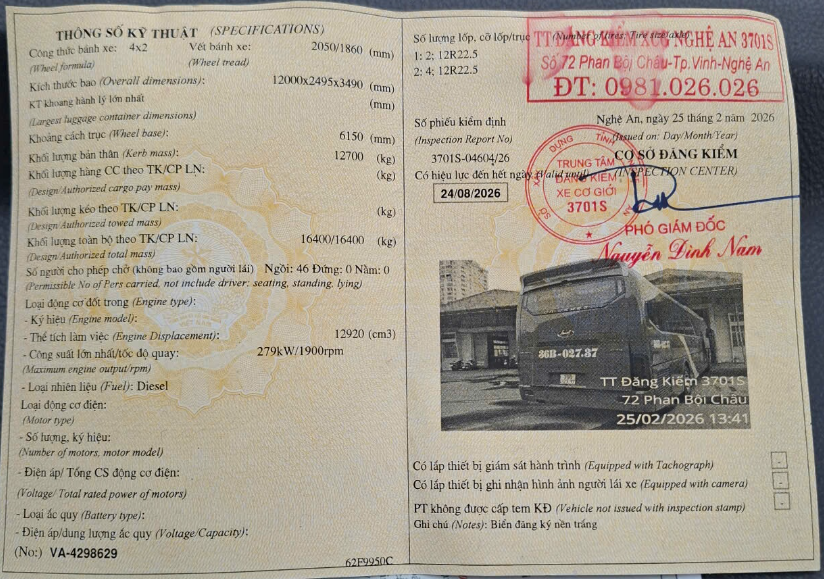 THÔNG SỐ KỸ THUẬT (SPECIFICATIONS)
Công thức bánh xe: 4x2 Vết bánh xe: 2050/1860 (mm)
(Wheel formula) (Wheel tread)
Kích thước bao (Overall dimensions): 12000x2495x3490 (mm)
KT khoang hành lý lớn nhất (mm)
(Largest luggage container dimensions)
Khoảng cách trục (Wheel base): 6150 (mm)
Khối lượng bản thân (Kerb mass): 12700 (kg)
Khối lượng hàng CC theo TK/CP LN: (kg)
(Design/Authorized cargo pay mass)
Khối lượng kéo theo TK/CP LN: (kg)
(Design/Authorized towed mass)
Khối lượng toàn bộ theo TK/CP LN: 16400/16400 (kg)
(Design/Authorized total mass)
Số người cho phép chở (không bao gồm người lái) Ngồi: 46 Đứng: 0 Nằm: 0
(Permissible No of Pers carried, not include driver: seating, standing, lying)
Loại động cơ đốt trong (Engine type):
- Ký hiệu (Engine model):
- Thể tích làm việc (Engine Displacement): 12920 (cm3)
- Công suất lớn nhất/tốc độ quay: 279kW/1900rpm
(Maximum engine output/rpm)
- Loại nhiên liệu (Fuel): Diesel
Loại động cơ điện:
(Motor type)
- Số lượng, ký hiệu:
(Number of motors, motor model)
- Điện áp/ Tổng CS động cơ điện:
(Voltage/ Total rated power of motors)
- Loại ắc quy (Battery type):
- Điện áp/dung lượng ắc quy (Voltage/Capacity):
(No:) VA-4298629
62F9950C
Số lượng lốp, cỡ lốp/trục (Number of tires, Tire size/axle)
1: 2; 12R22.5
2: 4; 12R22.5
TT ĐĂNG KIỂM XCG NGHỆ AN 3701S
Số 72 Phan Bội Châu-Tp.Vinh-Nghệ An
ĐT: 0981.026.026
Số phiếu kiểm định Nghệ An, ngày 25 tháng 2 năm 2026
(Inspection Report No) (Issued on: Day/Month/Year)
3701S-04604/26 CƠ SỞ ĐĂNG KIỂM
Có hiệu lực đến hết ngày (Valid until) (INSPECTION CENTER)
24/08/2026
SỞ XÂY DỰNG TỈNH
TRUNG TÂM
ĐĂNG KIỂM
XE CƠ GIỚI
3701S
PHÓ GIÁM ĐỐC
Nguyễn Đình Nam
36B-027.37
TT Đăng Kiểm 3701S
72 Phan Bội Châu
25/02/2026 13:41
Có lắp thiết bị giám sát hành trình (Equipped with Tachograph) -
Có lắp thiết bị ghi nhận hình ảnh người lái xe (Equipped with camera) -
PT không được cấp tem KĐ (Vehicle not issued with inspection stamp) -
Ghi chú (Notes): Biển đăng ký nền trắng